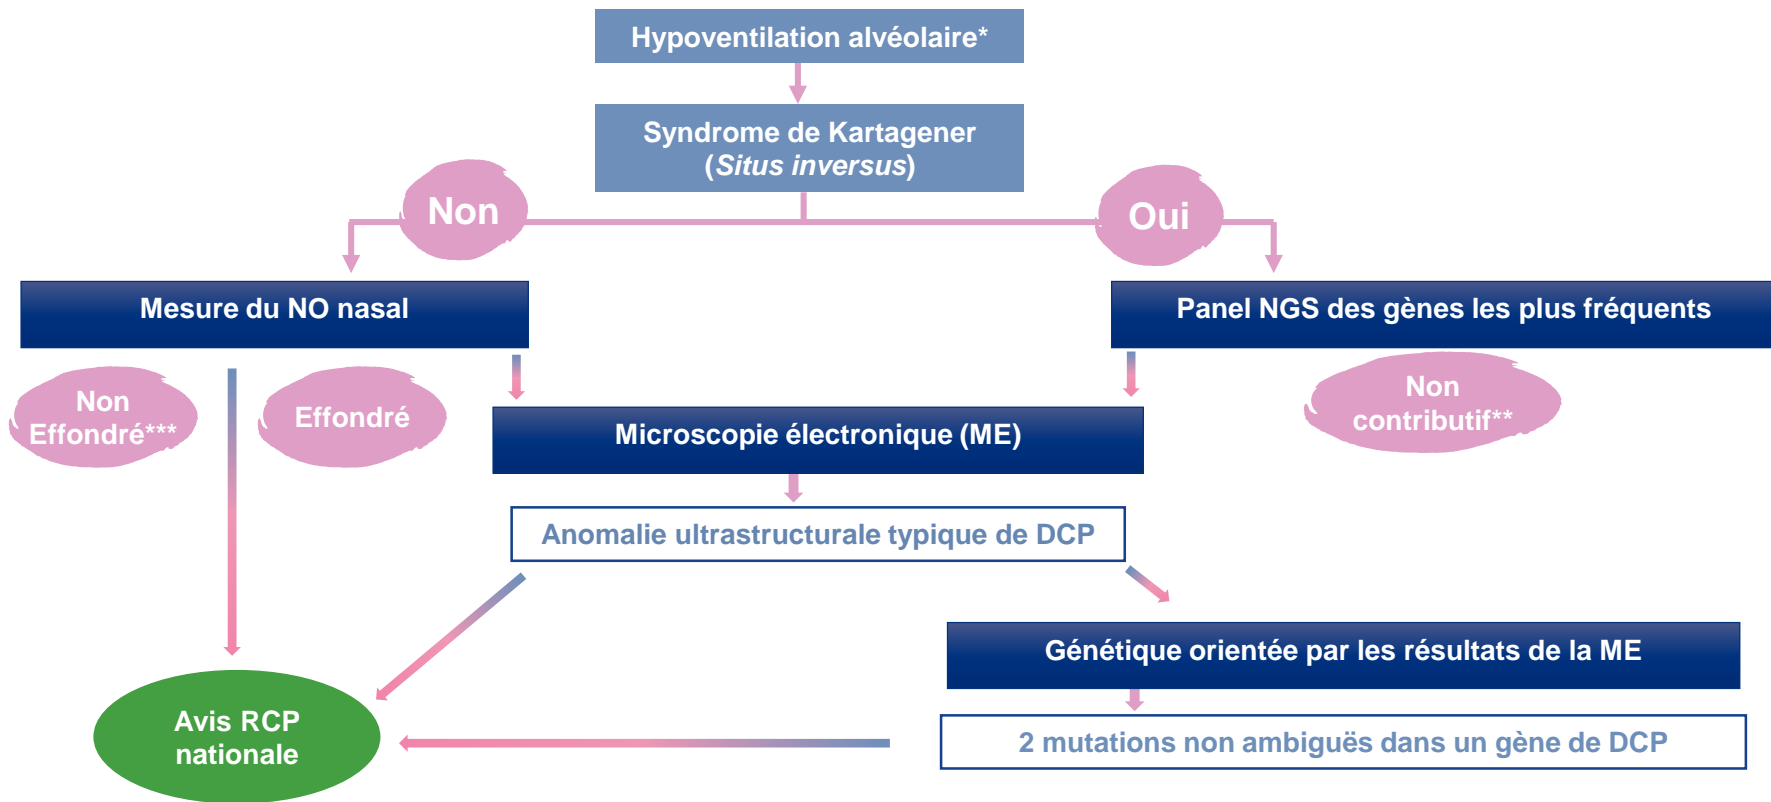 Hypoventilation alvéolaire*
Syndrome de Kartagener
(Situs inversus)
Non
Oui
Mesure du NO nasal
Panel NGS des gènes les plus fréquents
Non
Effondré***
Effondré
Non
contributif**
Microscopie électronique (ME)
Anomalie ultrastructurale typique de DCP
Génétique orientée par les résultats de la ME
Avis RCP
nationale
2 mutations non ambiguës dans un gène de DCP